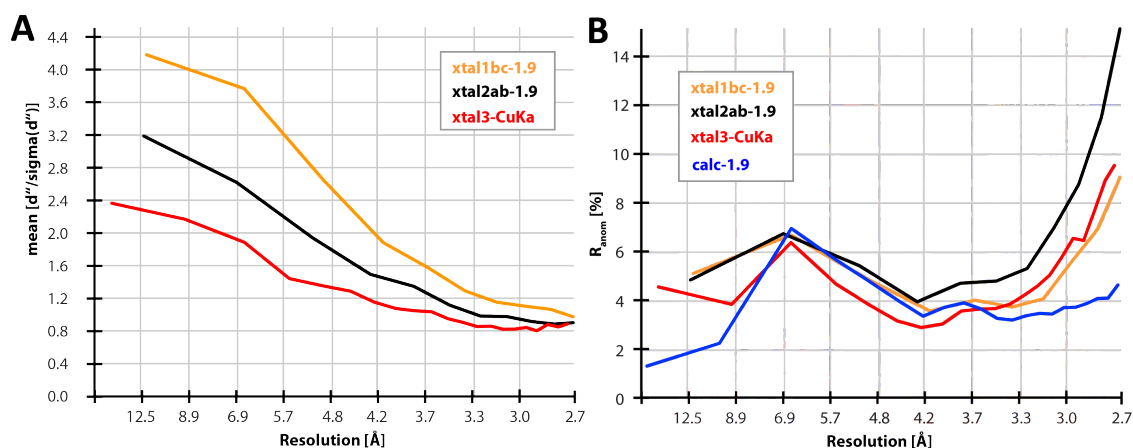 A
mean [d"/sigma(d")]
4.4
4.0
3.6
3.2
2.8
2.4
2.0
1.6
1.2
0.8
0.4
0.0
xtal1bc-1.9
xtal2ab-1.9
xtal3-CuKa
12.5 8.9 6.9 5.7 4.8 4.2 3.7 3.3 3.0 2.7
Resolution [Å]
B
Ranom [%]
14
12
10
8
6
4
2
0
xtal1bc-1.9
xtal2ab-1.9
xtal3-CuKa
calc-1.9
12.5 8.9 6.9 5.7 4.8 4.2 3.7 3.3 3.0 2.7
Resolution [Å]